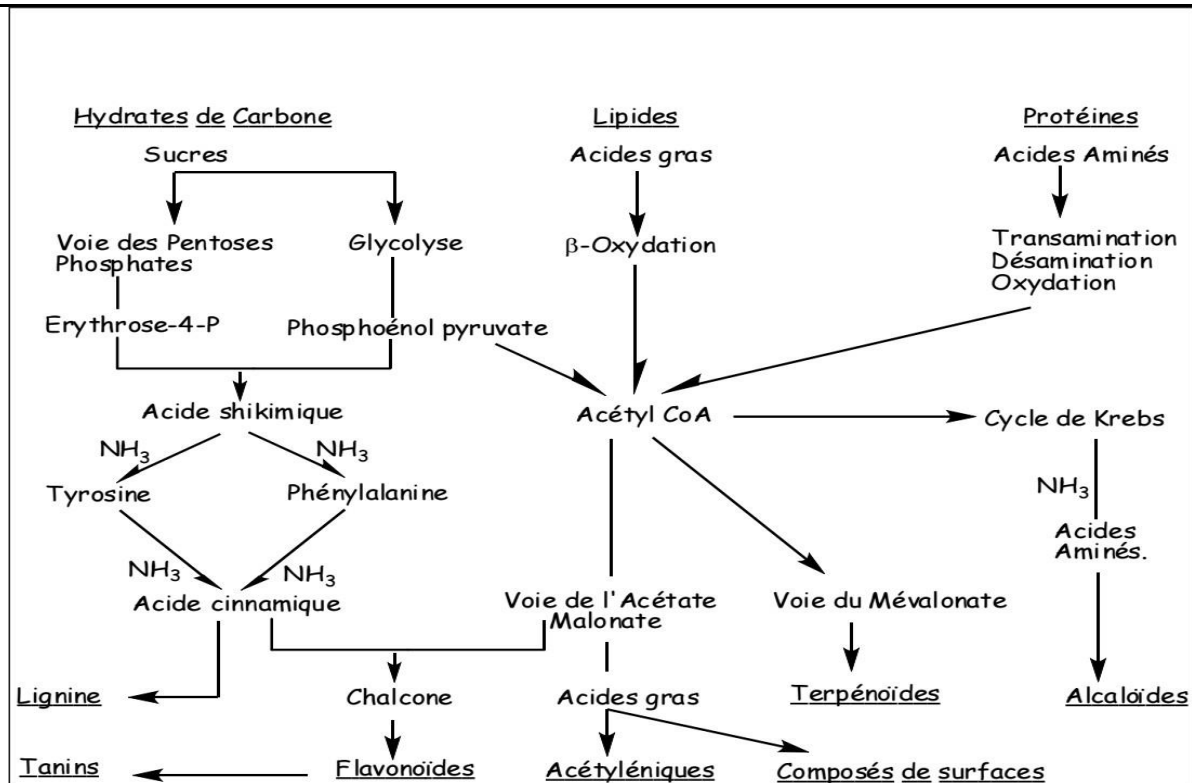 Hydrates de Carbone
Lipides
Protéines
Sucres
Acides gras
Acides Aminés
Voie des Pentoses
Phosphates
Glycolyse
β-Oxydation
Transamination
Désamination
Oxydation
Erythrose-4-P
Phosphoénol pyruvate
Acide shikimique
Acétyl CoA
Cycle de Krebs
NH3
NH3
Tyrosine
Phénylalanine
NH3
Acides
Aminés.
NH3
NH3
Acide cinnamique
Voie de l'Acétate
Malonate
Voie du Mévalonate
Lignine
Chalcone
Acides gras
Terpénoïdes
Alcaloïdes
Tanins
Flavonoïdes
Acétyléniques
Composés de surfaces